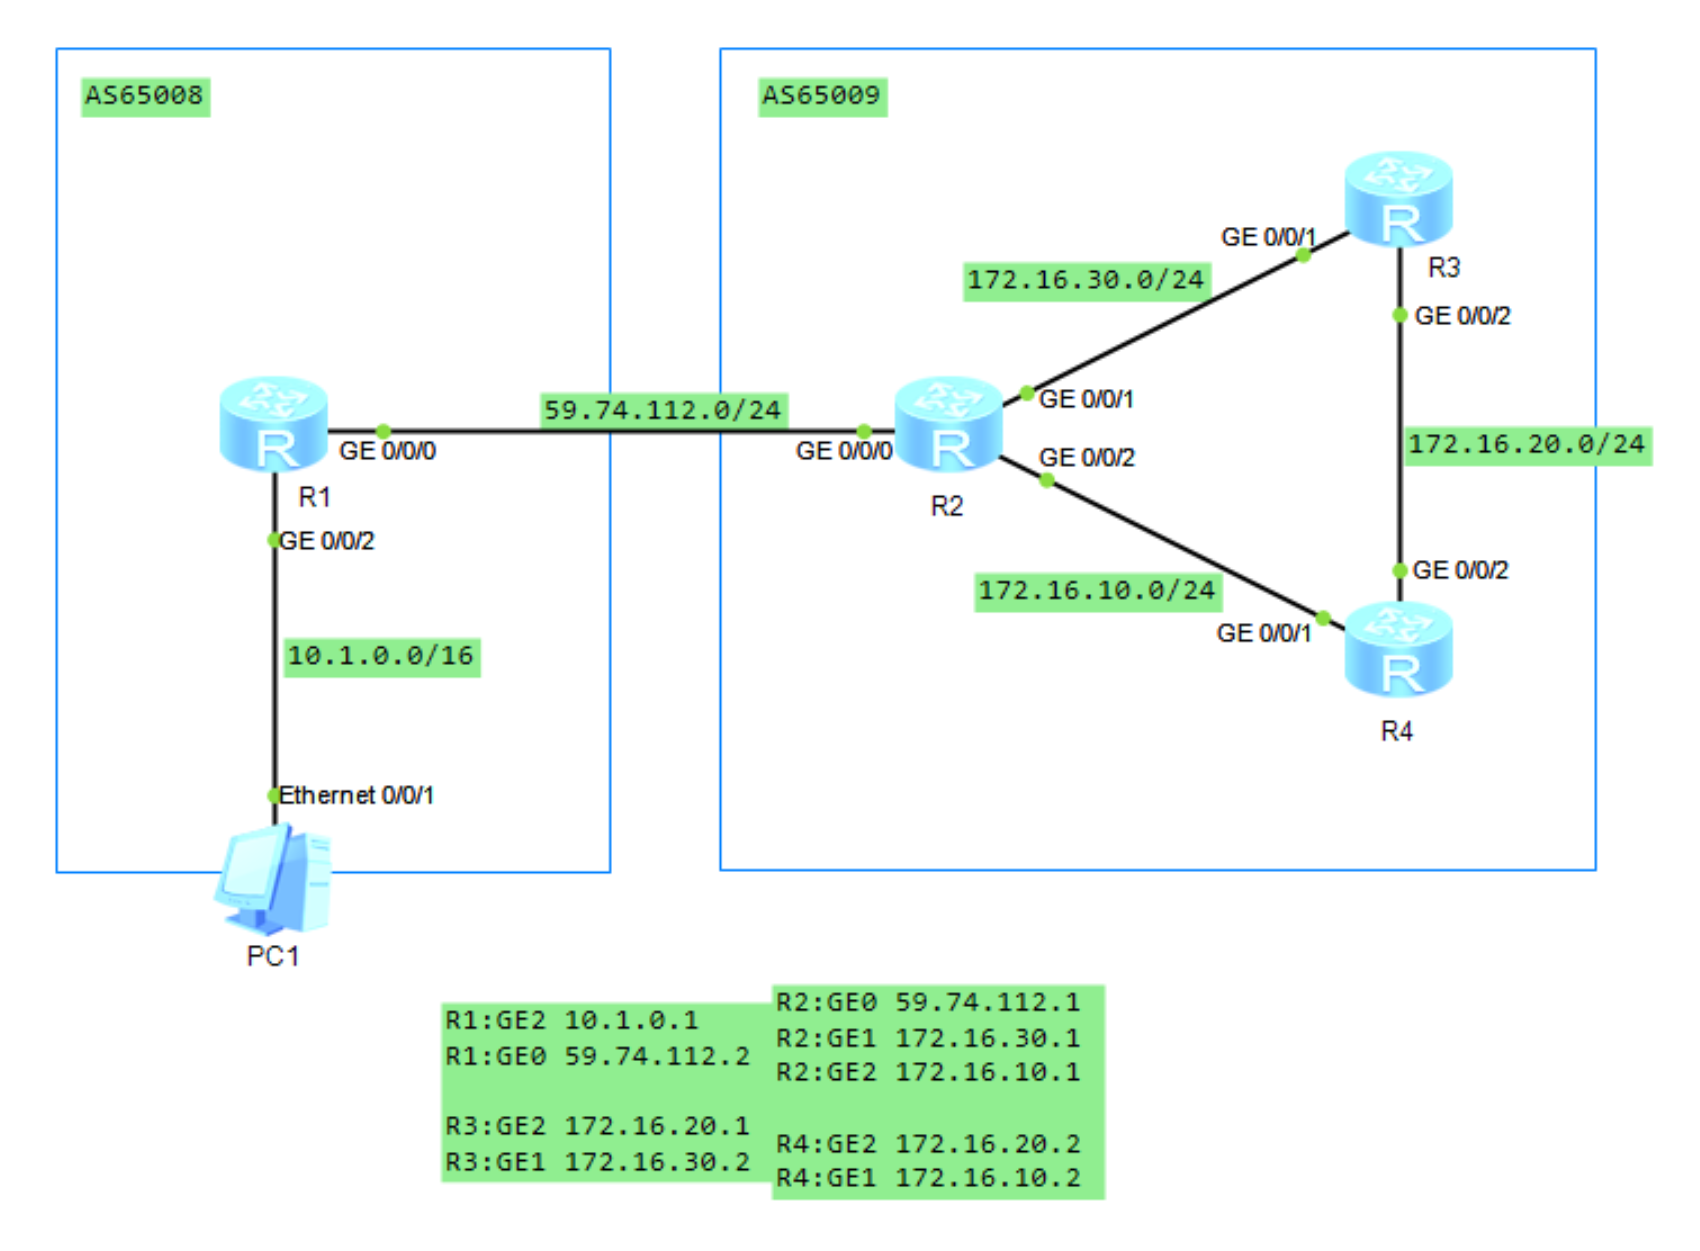 AS65008
AS65009
GE 0/0/1
R3
172.16.30.0/24
GE 0/0/2
GE 0/0/1
59.74.112.0/24
172.16.20.0/24
GE 0/0/0
GE 0/0/0
GE 0/0/2
R1
R2
GE 0/0/2
GE 0/0/2
172.16.10.0/24
GE 0/0/1
10.1.0.0/16
R4
Ethernet 0/0/1
PC1
R1:GE2 10.1.0.1
R1:GE0 59.74.112.2
R3:GE2 172.16.20.1
R3:GE1 172.16.30.2
R2:GE0 59.74.112.1
R2:GE1 172.16.30.1
R2:GE2 172.16.10.1
R4:GE2 172.16.20.2
R4:GE1 172.16.10.2
R
R
R
R